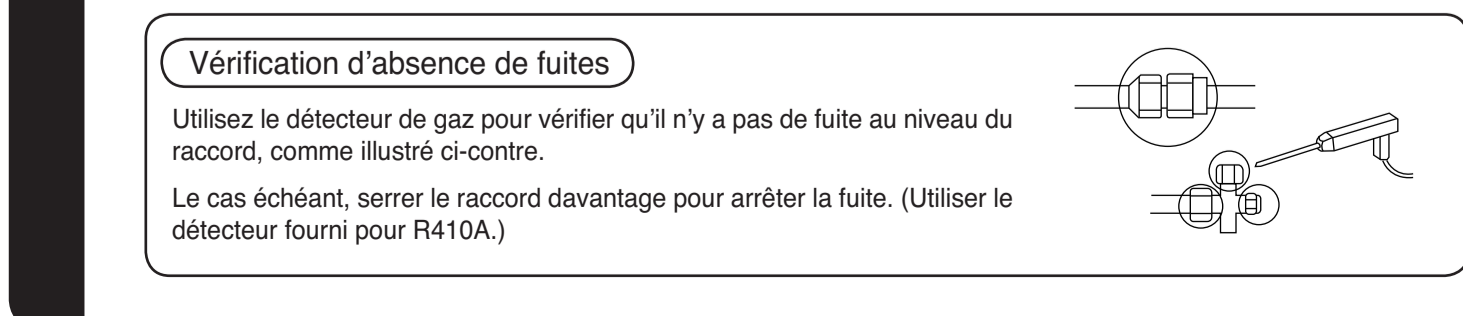 Vérification d’absence de fuites
Utilisez le détecteur de gaz pour vérifier qu’il n’y a pas de fuite au niveau du
raccord, comme illustré ci-contre.
Le cas échéant, serrer le raccord davantage pour arrêter la fuite. (Utiliser le
détecteur fourni pour R410A.)